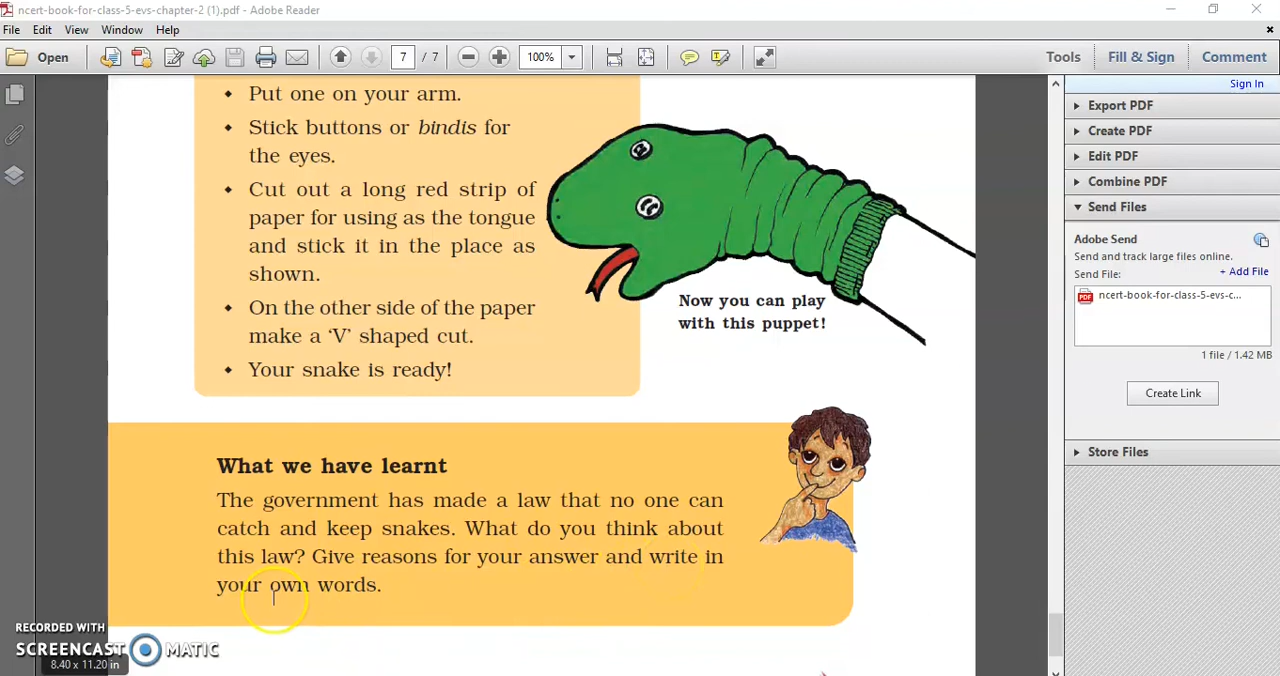 ncert-book-for-class-5-evs-chapter-2 (1).pdf - Adobe Reader
File Edit View Window Help
Open 7 / 7 100% Tools Fill & Sign Comment
Sign In
Export PDF
Create PDF
Edit PDF
Combine PDF
Send Files
Adobe Send
Send and track large files online.
Send File:
+ Add File
ncert-book-for-class-5-evs-c...
1 file / 1.42 MB
Create Link
Store Files
• Put one on your arm.
• Stick buttons or bindis for
the eyes.
• Cut out a long red strip of
paper for using as the tongue
and stick it in the place as
shown.
• On the other side of the paper
make a ‘V’ shaped cut.
• Your snake is ready!
Now you can play
with this puppet!
What we have learnt
The government has made a law that no one can
catch and keep snakes. What do you think about
this law? Give reasons for your answer and write in
your own words.
RECORDED WITH
SCREENCAST MATIC
8.40 x 11.20 in